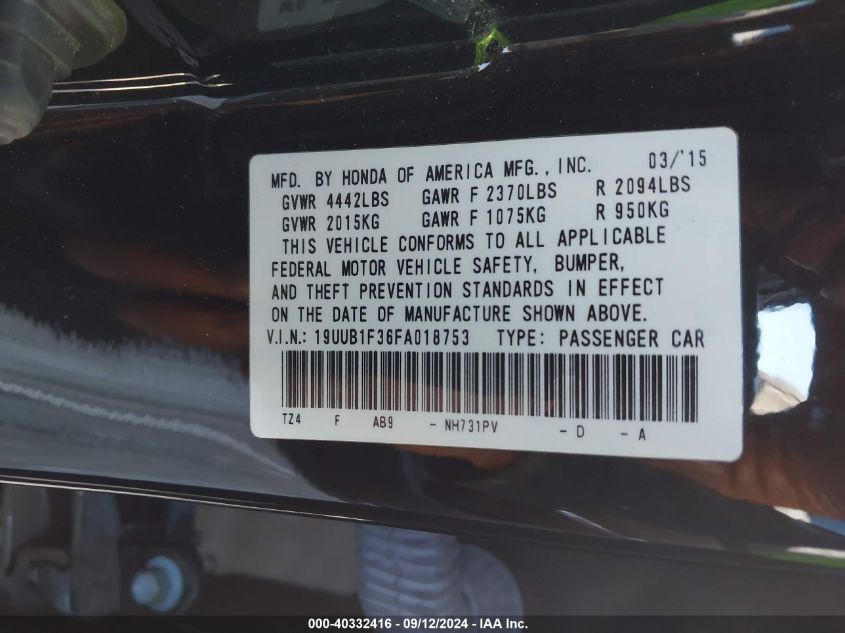 MFD. BY HONDA OF AMERICA MFG., INC. 03/'15
GVWR 4442LBS GAWR F 2370LBS R 2094LBS
GVWR 2015KG GAWR F 1075KG R 950KG
THIS VEHICLE CONFORMS TO ALL APPLICABLE
FEDERAL MOTOR VEHICLE SAFETY, BUMPER,
AND THEFT PREVENTION STANDARDS IN EFFECT
ON THE DATE OF MANUFACTURE SHOWN ABOVE.
V.I.N.: 19UUB1F36FA018753 TYPE: PASSENGER CAR
TZ4 F AB9 - NH731PV - D - A
000-40332416 - 09/12/2024 - IAA Inc.